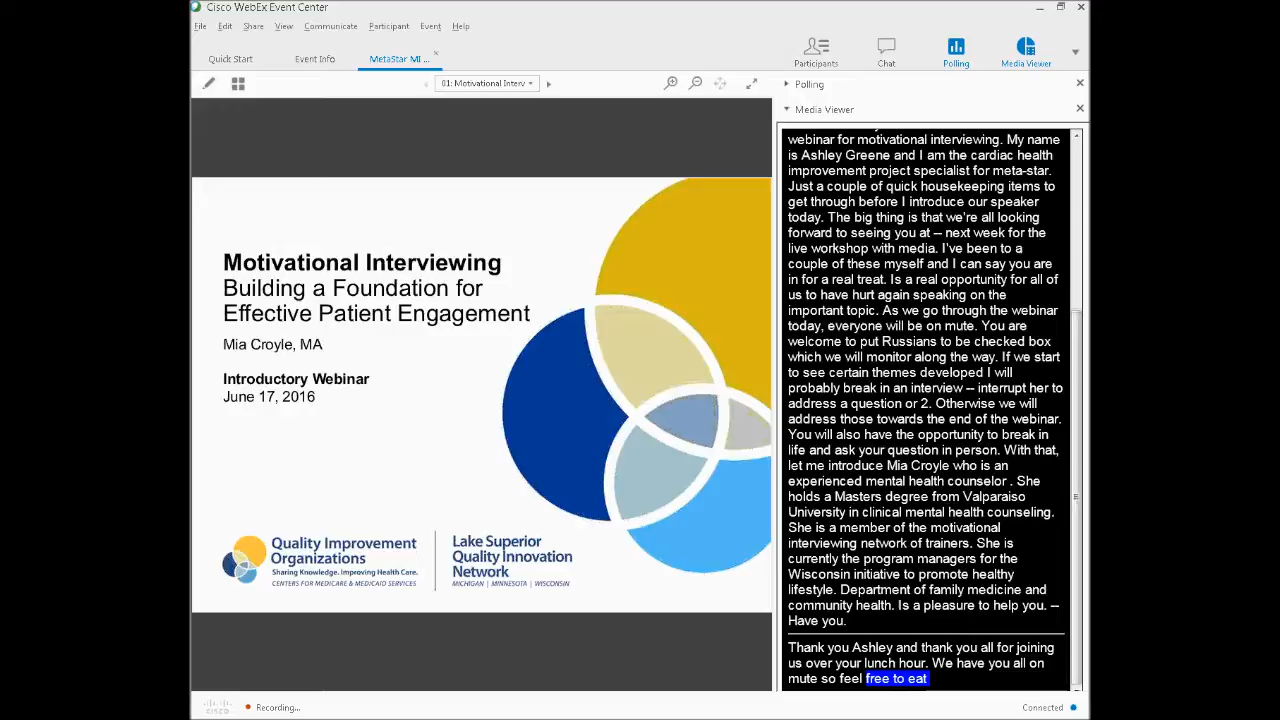 Cisco WebEx Event Center
File Edit Share View Communicate Participant Event Help
Quick Start Event Info MetaStar MI ...
Participants Chat Polling Media Viewer
01: Motivational Interv
Polling
Media Viewer
Motivational Interviewing
Building a Foundation for
Effective Patient Engagement
Mia Croyle, MA
Introductory Webinar
June 17, 2016
Quality Improvement
Organizations
Sharing Knowledge. Improving Health Care.
CENTERS FOR MEDICARE & MEDICAID SERVICES
Lake Superior
Quality Innovation
Network
MICHIGAN | MINNESOTA | WISCONSIN
webinar for motivational interviewing. My name
is Ashley Greene and I am the cardiac health
improvement project specialist for meta-star.
Just a couple of quick housekeeping items to
get through before I introduce our speaker
today. The big thing is that we're all looking
forward to seeing you at -- next week for the
live workshop with media. I've been to a
couple of these myself and I can say you are
in for a real treat. Is a real opportunity for all of
us to have hurt again speaking on the
important topic. As we go through the webinar
today, everyone will be on mute. You are
welcome to put Russians to be checked box
which we will monitor along the way. If we start
to see certain themes developed I will
probably break in an interview -- interrupt her to
address a question or 2. Otherwise we will
address those towards the end of the webinar.
You will also have the opportunity to break in
life and ask your question in person. With that,
let me introduce Mia Croyle who is an
experienced mental health counselor . She
holds a Masters degree from Valparaiso
University in clinical mental health counseling.
She is a member of the motivational
interviewing network of trainers. She is
currently the program managers for the
Wisconsin initiative to promote healthy
lifestyle. Department of family medicine and
community health. Is a pleasure to help you. --
Have you.
Thank you Ashley and thank you all for joining
us over your lunch hour. We have you all on
mute so feel free to eat
cisco
Recording...
Connected